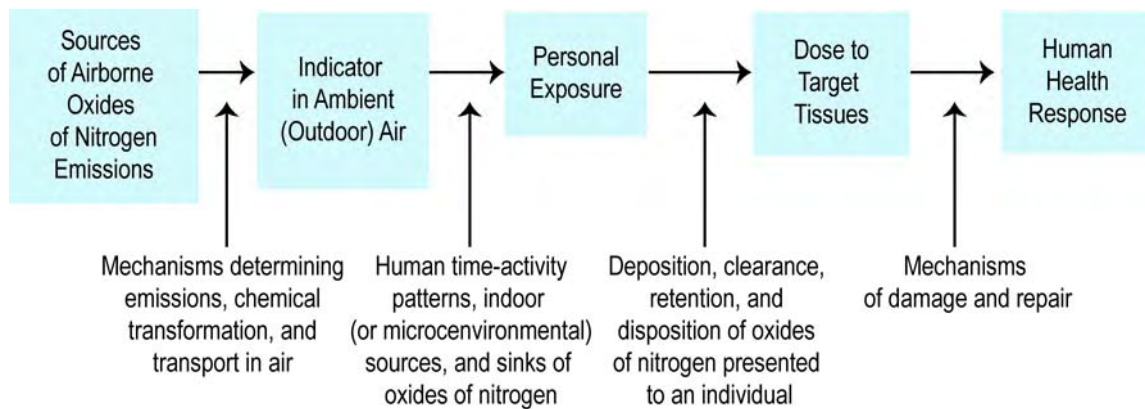 Sources
of Airborne
Oxides
of Nitrogen
Emissions
Indicator
in Ambient
(Outdoor) Air
Personal
Exposure
Dose to
Target
Tissues
Human
Health
Response
Mechanisms determining
emissions, chemical
transformation, and
transport in air
Human time-activity
patterns, indoor
(or microenvironmental)
sources, and sinks of
oxides of nitrogen
Deposition, clearance,
retention, and
disposition of oxides
of nitrogen presented
to an individual
Mechanisms
of damage and repair